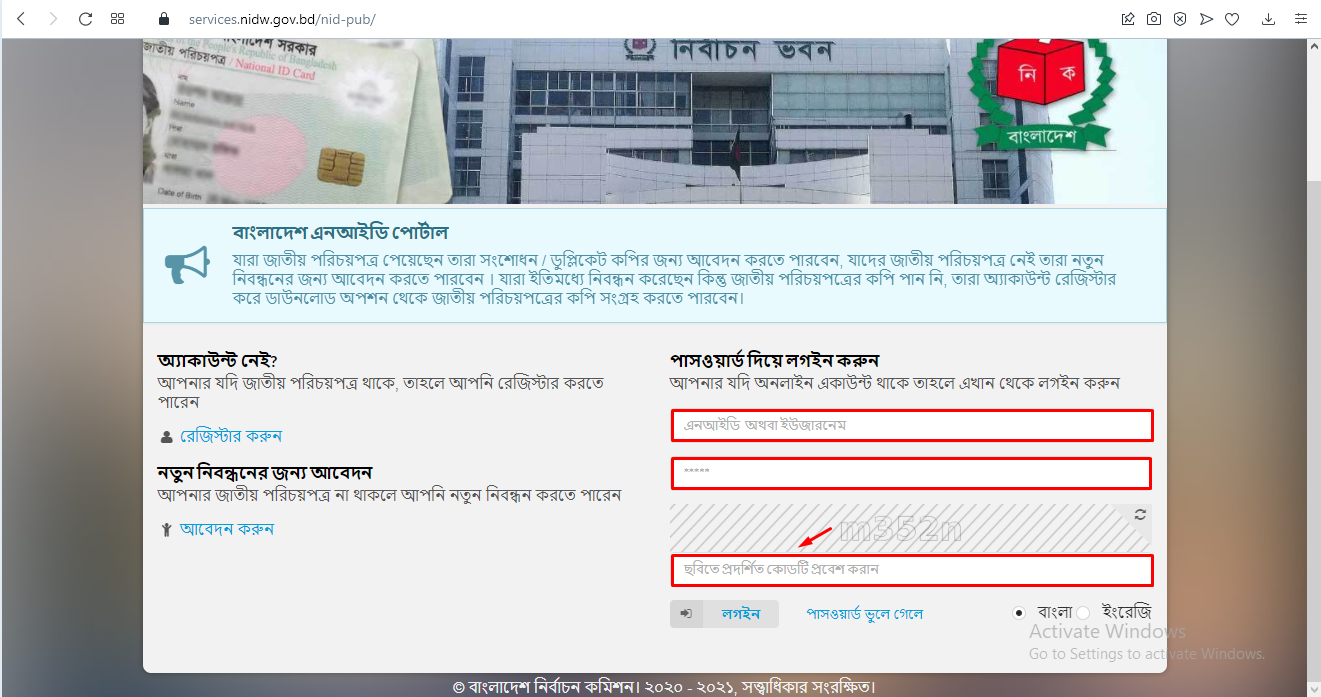 services.nidw.gov.bd/nid-pub/
বাংলাদেশ সরকার
of the People's Republic of Bangladesh
জাতীয় পরিচয়পত্র / National ID Card
নাম
Name
পিতা
মাতা
Date of Birth
নির্বাচন ভবন
নি ক
বাংলাদেশ
বাংলাদেশ এনআইডি পোর্টাল
যারা জাতীয় পরিচয়পত্র পেয়েছেন তারা সংশোধন / ডুপ্লিকেট কপির জন্য আবেদন করতে পারবেন, যাদের জাতীয় পরিচয়পত্র নেই তারা নতুন
নিবন্ধনের জন্য আবেদন করতে পারবেন । যারা ইতিমধ্যে নিবন্ধন করেছেন কিন্তু জাতীয় পরিচয়পত্রের কপি পান নি, তারা অ্যাকাউন্ট রেজিস্টার
করে ডাউনলোড অপশন থেকে জাতীয় পরিচয়পত্রের কপি সংগ্রহ করতে পারবেন।
অ্যাকাউন্ট নেই?
আপনার যদি জাতীয় পরিচয়পত্র থাকে, তাহলে আপনি রেজিস্টার করতে
পারেন
রেজিস্টার করুন
নতুন নিবন্ধনের জন্য আবেদন
আপনার জাতীয় পরিচয়পত্র না থাকলে আপনি নতুন নিবন্ধন করতে পারেন
আবেদন করুন
পাসওয়ার্ড দিয়ে লগইন করুন
আপনার যদি অনলাইন একাউন্ট থাকে তাহলে এখান থেকে লগইন করুন
এনআইডি অথবা ইউজারনেম
*****
m352n
ছবিতে প্রদর্শিত কোডটি প্রবেশ করান
লগইন পাসওয়ার্ড ভুলে গেলে বাংলা ইংরেজি
Activate Windows
Go to Settings to activate Windows.
© বাংলাদেশ নির্বাচন কমিশন। ২০২০ - ২০২১, সত্ত্বাধিকার সংরক্ষিত।